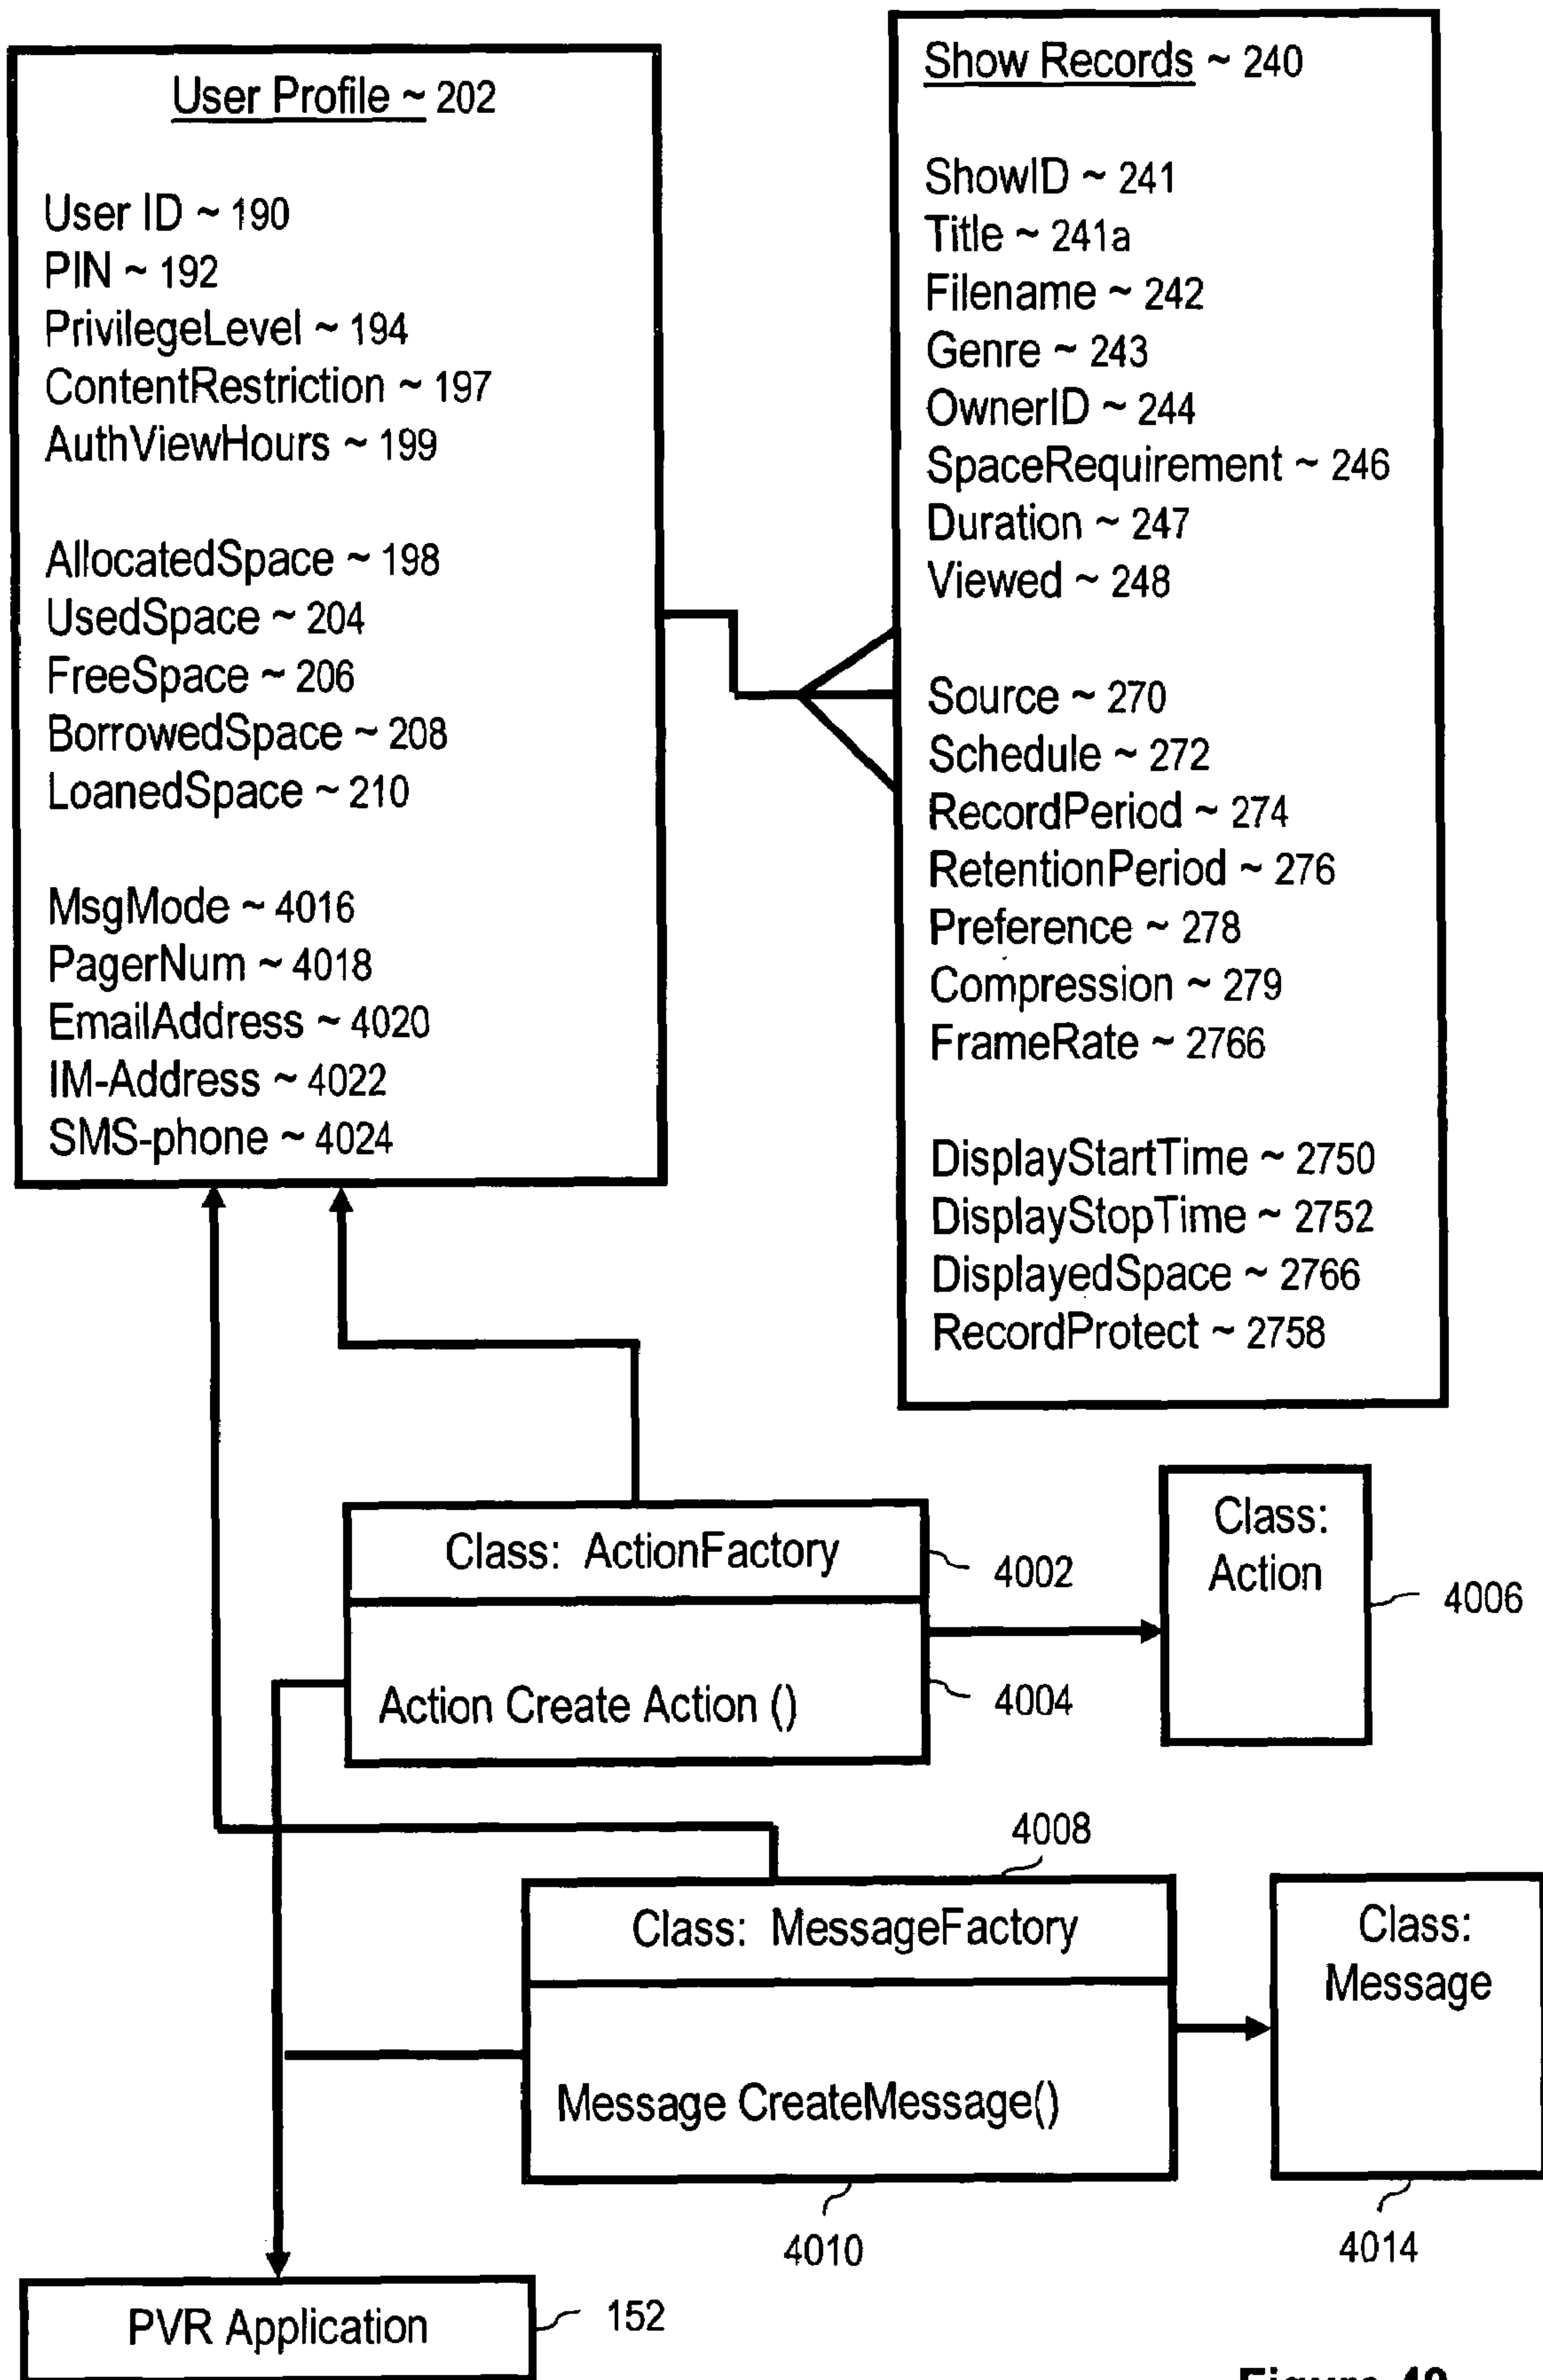 User Profile ~ 202
User ID ~ 190
PIN ~ 192
PrivilegeLevel ~ 194
ContentRestriction ~ 197
AuthViewHours ~ 199
AllocatedSpace ~ 198
UsedSpace ~ 204
FreeSpace ~ 206
BorrowedSpace ~ 208
LoanedSpace ~ 210
MsgMode ~ 4016
PagerNum ~ 4018
EmailAddress ~ 4020
IM-Address ~ 4022
SMS-phone ~ 4024
Show Records ~ 240
ShowID ~ 241
Title ~ 241a
Filename ~ 242
Genre ~ 243
OwnerID ~ 244
SpaceRequirement ~ 246
Duration ~ 247
Viewed ~ 248
Source ~ 270
Schedule ~ 272
RecordPeriod ~ 274
RetentionPeriod ~ 276
Preference ~ 278
Compression ~ 279
FrameRate ~ 2766
DisplayStartTime ~ 2750
DisplayStopTime ~ 2752
DisplayedSpace ~ 2766
RecordProtect ~ 2758
Class: ActionFactory
4002
Action Create Action ()
4004
Class:
Action
4006
4008
Class: MessageFactory
Message CreateMessage()
4010
Class:
Message
4014
PVR Application
152